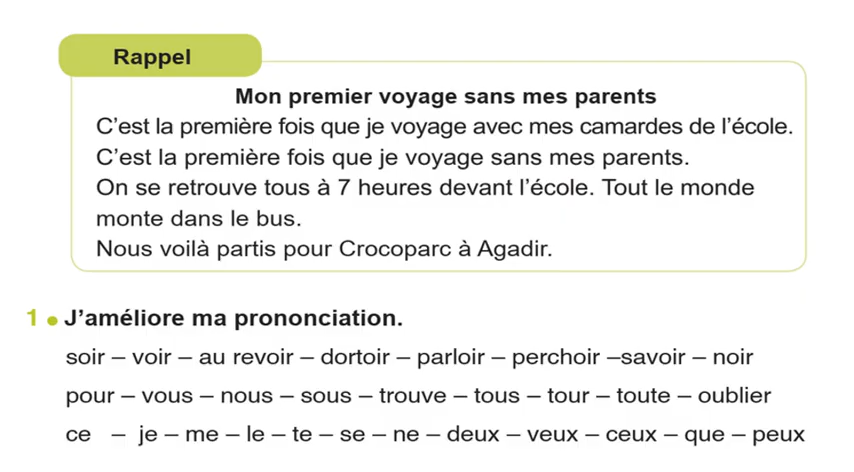 Rappel
Mon premier voyage sans mes parents
C'est la première fois que je voyage avec mes camardes de l'école.
C'est la première fois que je voyage sans mes parents.
On se retrouve tous à 7 heures devant l'école. Tout le monde
monte dans le bus.
Nous voilà partis pour Crocoparc à Agadir.
1 • J'améliore ma prononciation.
soir – voir – au revoir – dortoir – parloir – perchoir –savoir – noir
pour – vous – nous – sous – trouve – tous – tour – toute – oublier
ce – je – me – le – te – se – ne – deux – veux – ceux – que – peux